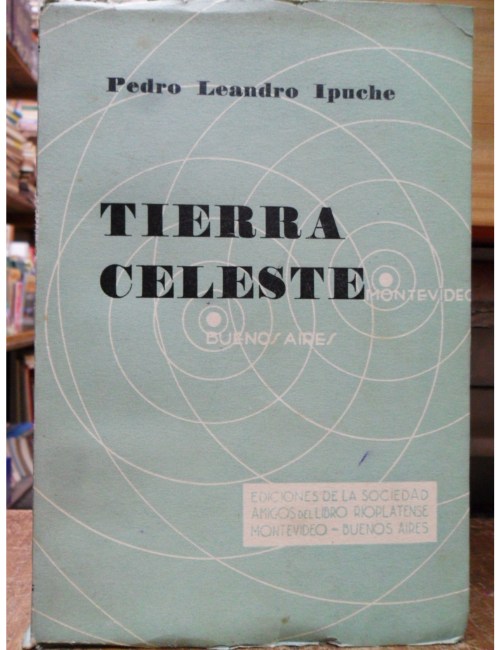 Pedro Leandro Ipuche
TIERRA
CELESTE
MONTEVIDEO
BUENOS AIRES
EDICIONES DE LA SOCIEDAD
AMIGOS DEL LIBRO RIOPLATENSE
MONTEVIDEO – BUENOS AIRES